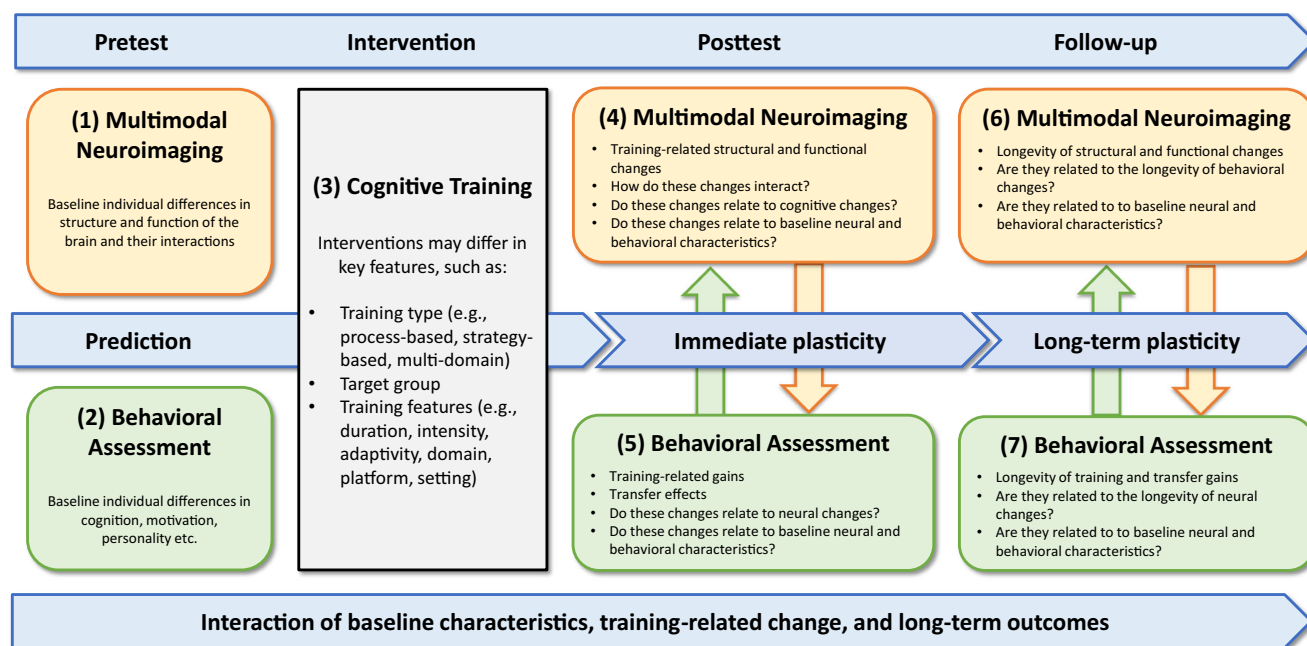 Pretest
Intervention
Posttest
Follow-up
(1) Multimodal
Neuroimaging
Baseline individual differences in
structure and function of the
brain and their interactions
Prediction
(2) Behavioral
Assessment
Baseline individual differences in
cognition, motivation,
personality etc.
(3) Cognitive Training
Interventions may differ in
key features, such as:
• Training type (e.g.,
process-based, strategy-
based, multi-domain)
• Target group
• Training features (e.g.,
duration, intensity,
adaptivity, domain,
platform, setting)
(4) Multimodal Neuroimaging
• Training-related structural and functional
changes
• How do these changes interact?
• Do these changes relate to cognitive changes?
• Do these changes relate to baseline neural and
behavioral characteristics?
Immediate plasticity
(5) Behavioral Assessment
• Training-related gains
• Transfer effects
• Do these changes relate to neural changes?
• Do these changes relate to baseline neural and
behavioral characteristics?
(6) Multimodal Neuroimaging
• Longevity of structural and functional changes
• Are they related to the longevity of behavioral
changes?
• Are they related to to baseline neural and
behavioral characteristics?
Long-term plasticity
(7) Behavioral Assessment
• Longevity of training and transfer gains
• Are they related to the longevity of neural
changes?
• Are they related to to baseline neural and
behavioral characteristics?
Interaction of baseline characteristics, training-related change, and long-term outcomes